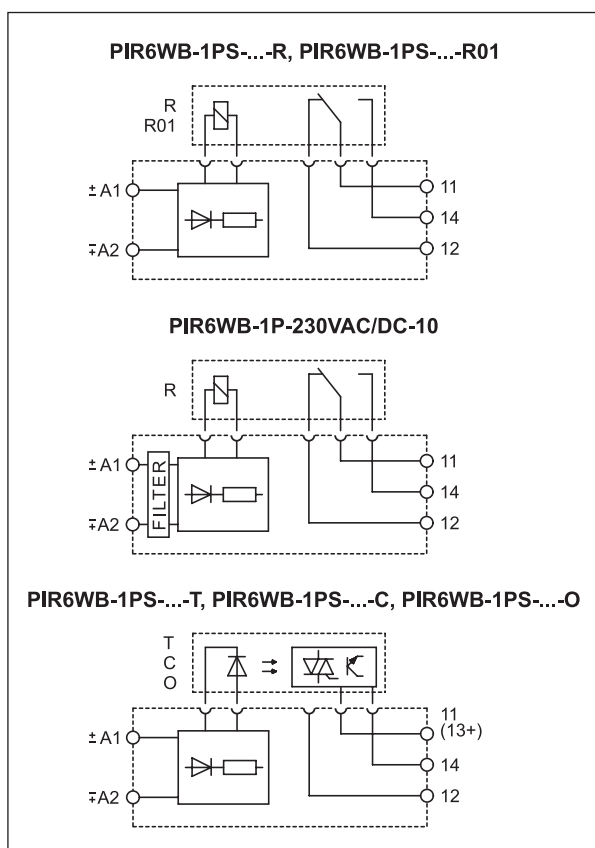 PIR6WB-1PS-...-R, PIR6WB-1PS-...-R01
R
R01
± A1
11
14
∓ A2
12
PIR6WB-1P-230VAC/DC-10
R
± A1
FILTER
11
14
∓ A2
12
PIR6WB-1PS-...-T, PIR6WB-1PS-...-C, PIR6WB-1PS-...-O
T
C
O
± A1
11
(13+)
14
∓ A2
12